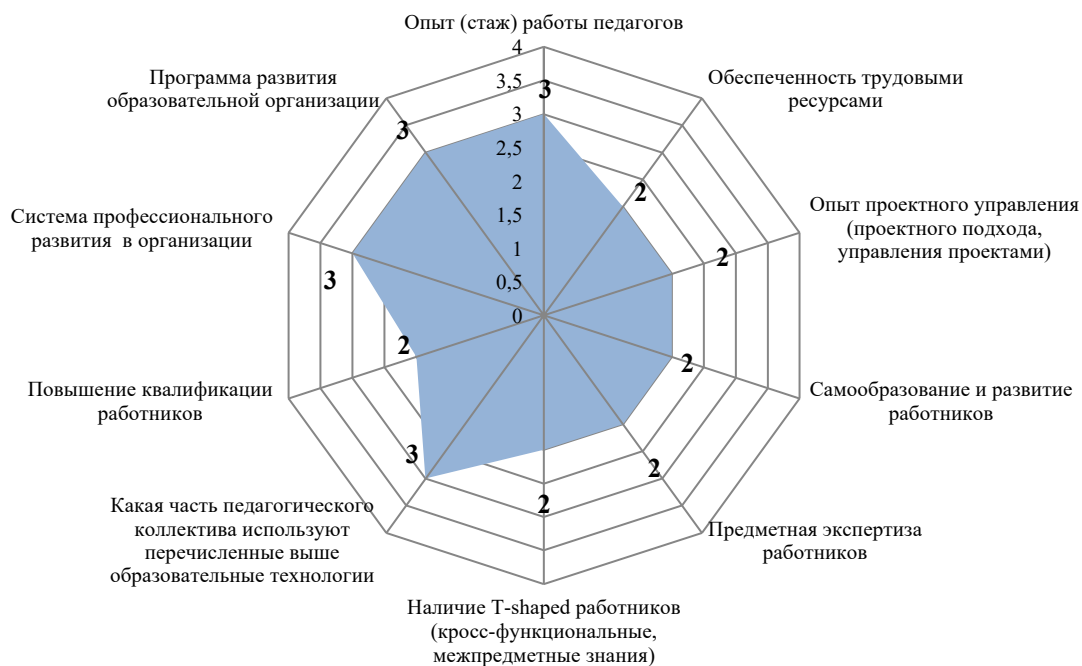 Опыт (стаж) работы педагогов
4
3,5
3
2,5
2
1,5
1
0,5
0
3
Обеспеченность трудовыми
ресурсами
2
Опыт проектного управления
(проектного подхода,
управления проектами)
2
Самообразование и развитие
работников
2
Предметная экспертиза
работников
2
Наличие T-shaped работников
(кросс-функциональные,
межпредметные знания)
2
Какая часть педагогического
коллектива используют
перечисленные выше
образовательные технологии
3
Повышение квалификации
работников
2
Система профессионального
развития в организации
3
Программа развития
образовательной организации
3